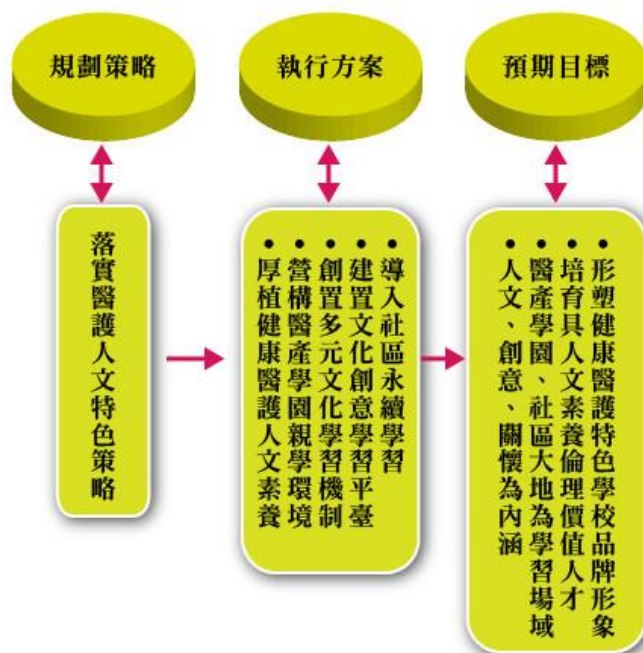 規劃策略
執行方案
預期目標
落實醫護人文特色策略
•導入社區永續學習
•建置文化創意學習平臺
•創置多元文化學習機制
•營構醫產學園親學環境
•厚植健康醫護人文素養
•形塑健康醫護特色學校品牌形象
•培育具人文素養倫理價值人才
•醫產學園、社區大地為學習場域
•人文、創意、關懷為內涵